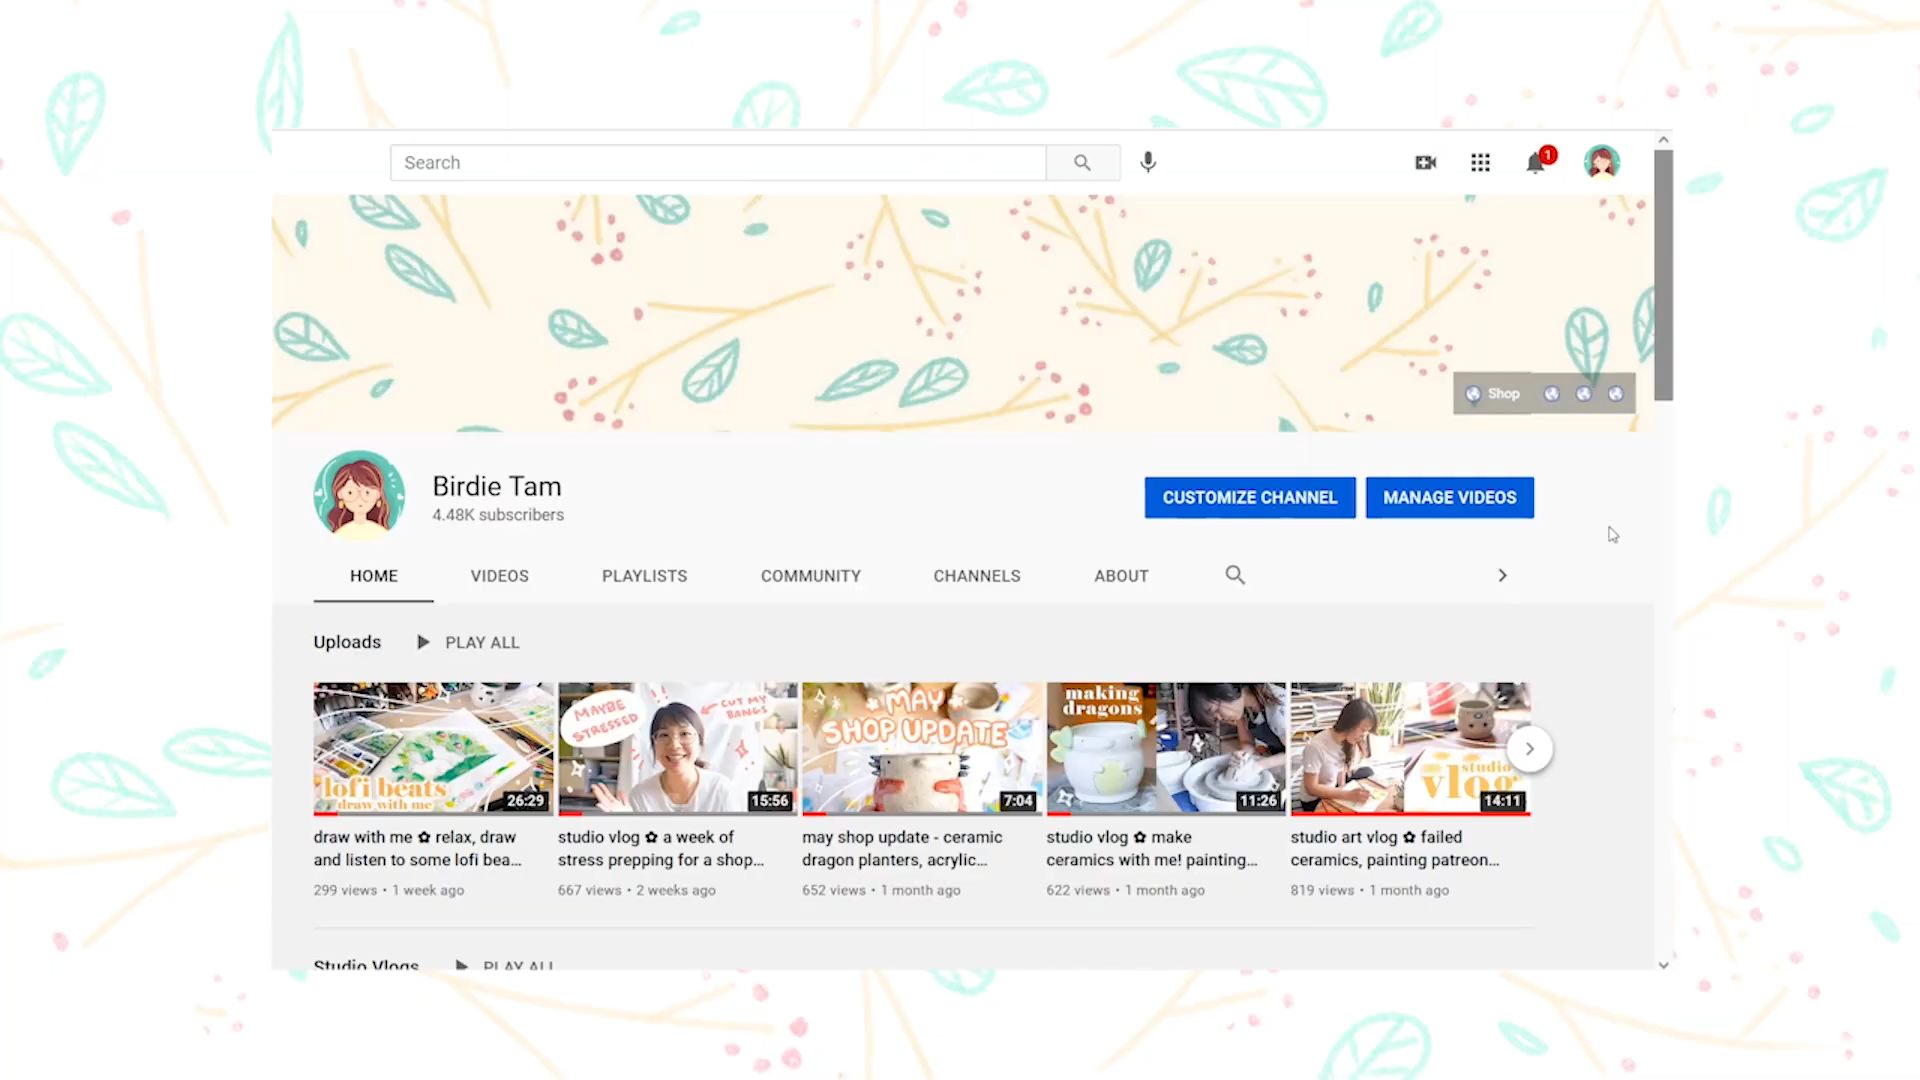 Search
1
Shop
Birdie Tam
4.48K subscribers
CUSTOMIZE CHANNEL
MANAGE VIDEOS
HOME
VIDEOS
PLAYLISTS
COMMUNITY
CHANNELS
ABOUT
Uploads
PLAY ALL
lofi beats
draw with me
26:29
MAYBE
STRESSED
!!
CUT MY
BANGS
15:56
MAY
SHOP UPDATE
7:04
making
dragons
11:26
studio
vlog
14:11
draw with me ✿ relax, draw
and listen to some lofi bea...
299 views • 1 week ago
studio vlog ✿ a week of
stress prepping for a shop...
667 views • 2 weeks ago
may shop update - ceramic
dragon planters, acrylic...
652 views • 1 month ago
studio vlog ✿ make
ceramics with me! painting...
622 views • 1 month ago
studio art vlog ✿ failed
ceramics, painting patreon...
819 views • 1 month ago
Studio Vlogs
PLAY ALL